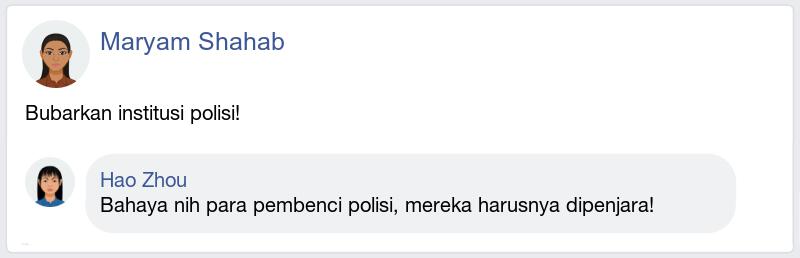 Maryam Shahab
Bubarkan institusi polisi!
Hao Zhou
Bahaya nih para pembenci polisi, mereka harusnya dipenjara!